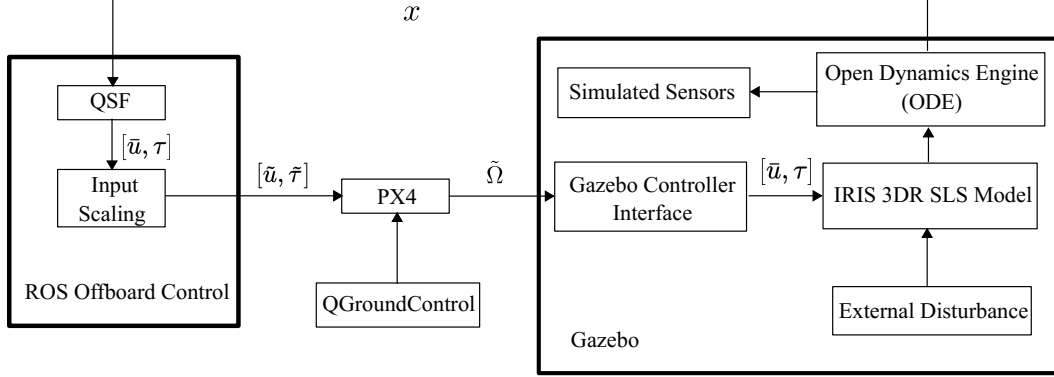 x
QSF
[ū, τ]
Input
Scaling
ROS Offboard Control
[ũ, τ̃]
PX4
QGroundControl
Ω̃
Simulated Sensors
Open Dynamics Engine
(ODE)
Gazebo Controller
Interface
[ū, τ]
IRIS 3DR SLS Model
External Disturbance
Gazebo